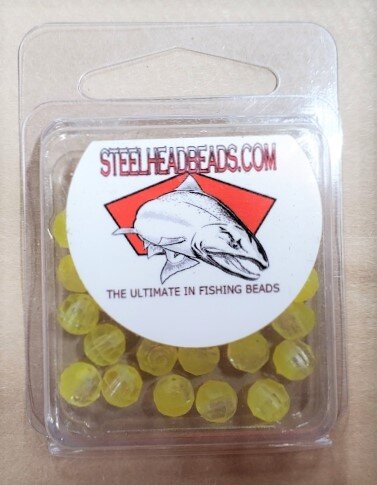 STEELHEADBEADS.COM
THE ULTIMATE IN FISHING BEADS